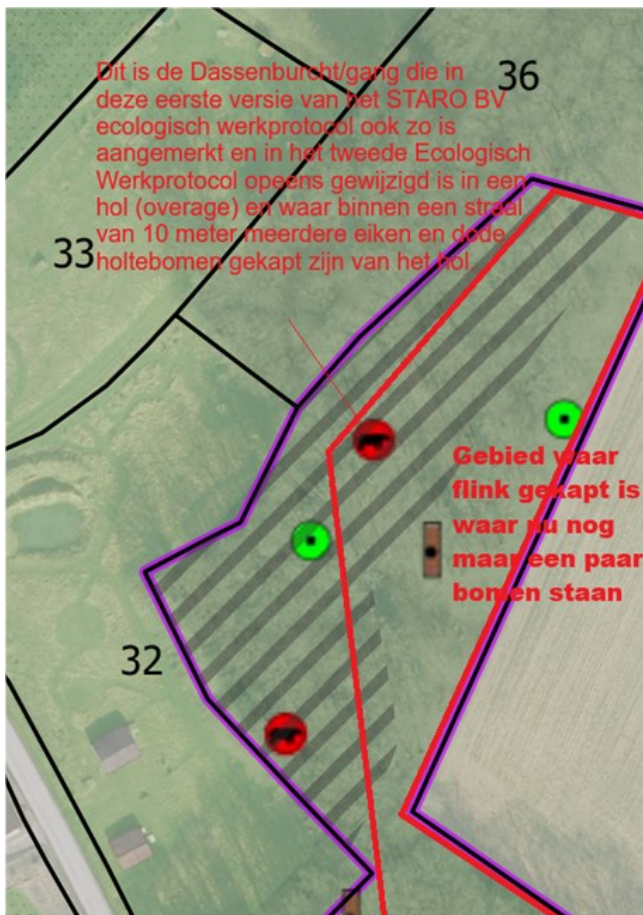 Dit is de Dassenburcht/gang die in
36
deze eerste versie van het STARO BV
ecologisch werkprotocol ook zo is
aangemerkt en in het tweede Ecologisch
Werkprotocol opeens gewijzigd is in een
hol (overage) en waar binnen een straal
van 10 meter meerdere eiken en dode
33
holtebomen gekapt zijn van het hol.
Gebied waar
flink gekapt is
waar nu nog
maar een paar
bomen staan
32